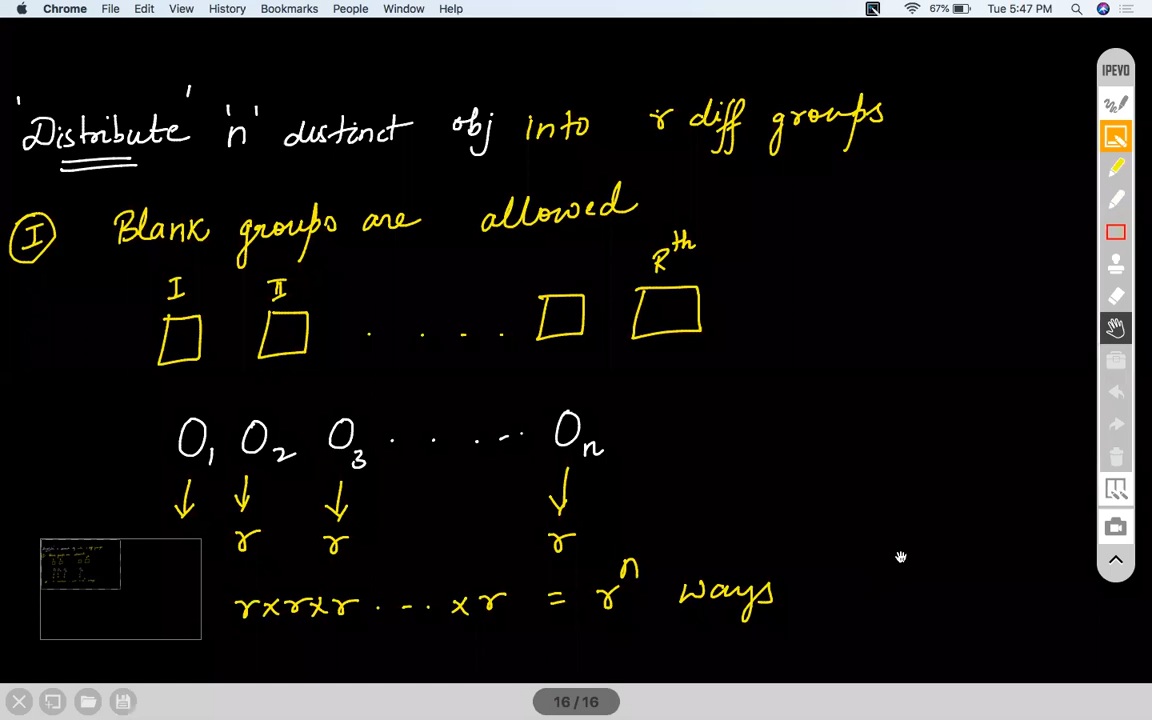 Chrome File Edit View History Bookmarks People Window Help 67% Tue 5:47 PM
IPEVO
'Distribute' 'n' distinct obj into r diff groups
I Blank groups are allowed
I II Rth
O1 O2 O3 . . . . . On
r r r
r×r×r . . . . × r = r^n ways
16 / 16